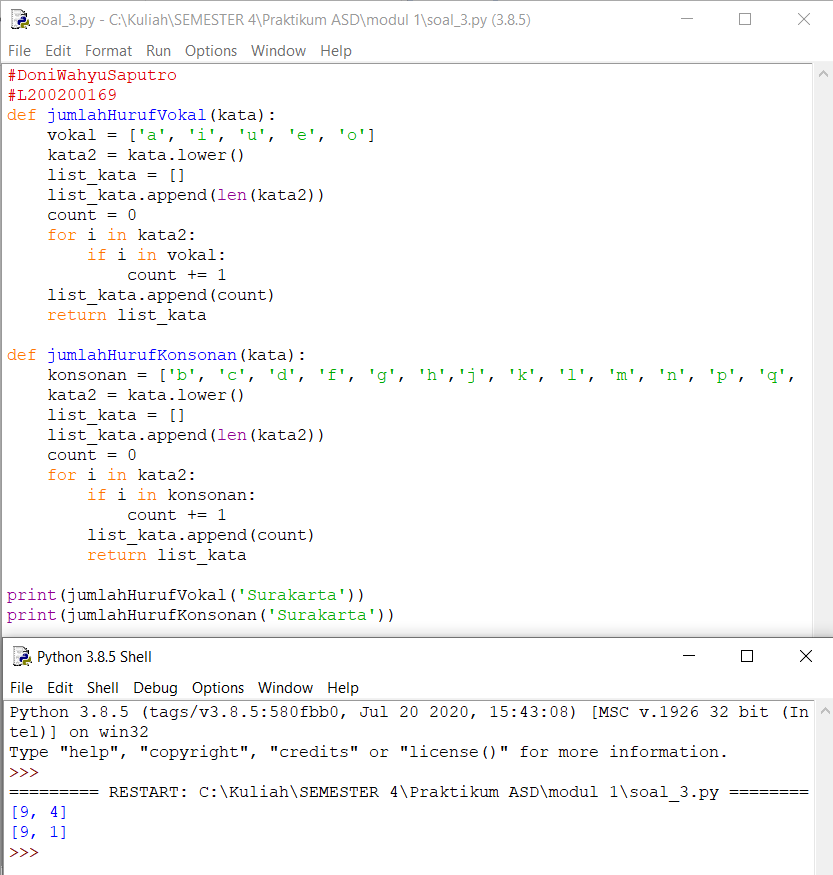 soal_3.py - C:\Kuliah\SEMESTER 4\Praktikum ASD\modul 1\soal_3.py (3.8.5)
File Edit Format Run Options Window Help
#DoniWahyuSaputro
#L200200169
def jumlahHurufVokal(kata):
    vokal = ['a', 'i', 'u', 'e', 'o']
    kata2 = kata.lower()
    list_kata = []
    list_kata.append(len(kata2))
    count = 0
    for i in kata2:
        if i in vokal:
            count += 1
    list_kata.append(count)
    return list_kata

def jumlahHurufKonsonan(kata):
    konsonan = ['b', 'c', 'd', 'f', 'g', 'h','j', 'k', 'l', 'm', 'n', 'p', 'q',
    kata2 = kata.lower()
    list_kata = []
    list_kata.append(len(kata2))
    count = 0
    for i in kata2:
        if i in konsonan:
            count += 1
        list_kata.append(count)
        return list_kata

print(jumlahHurufVokal('Surakarta'))
print(jumlahHurufKonsonan('Surakarta'))
Python 3.8.5 Shell
File Edit Shell Debug Options Window Help
Python 3.8.5 (tags/v3.8.5:580fbb0, Jul 20 2020, 15:43:08) [MSC v.1926 32 bit (In
tel)] on win32
Type "help", "copyright", "credits" or "license()" for more information.
>>>
========= RESTART: C:\Kuliah\SEMESTER 4\Praktikum ASD\modul 1\soal_3.py ========
[9, 4]
[9, 1]
>>>